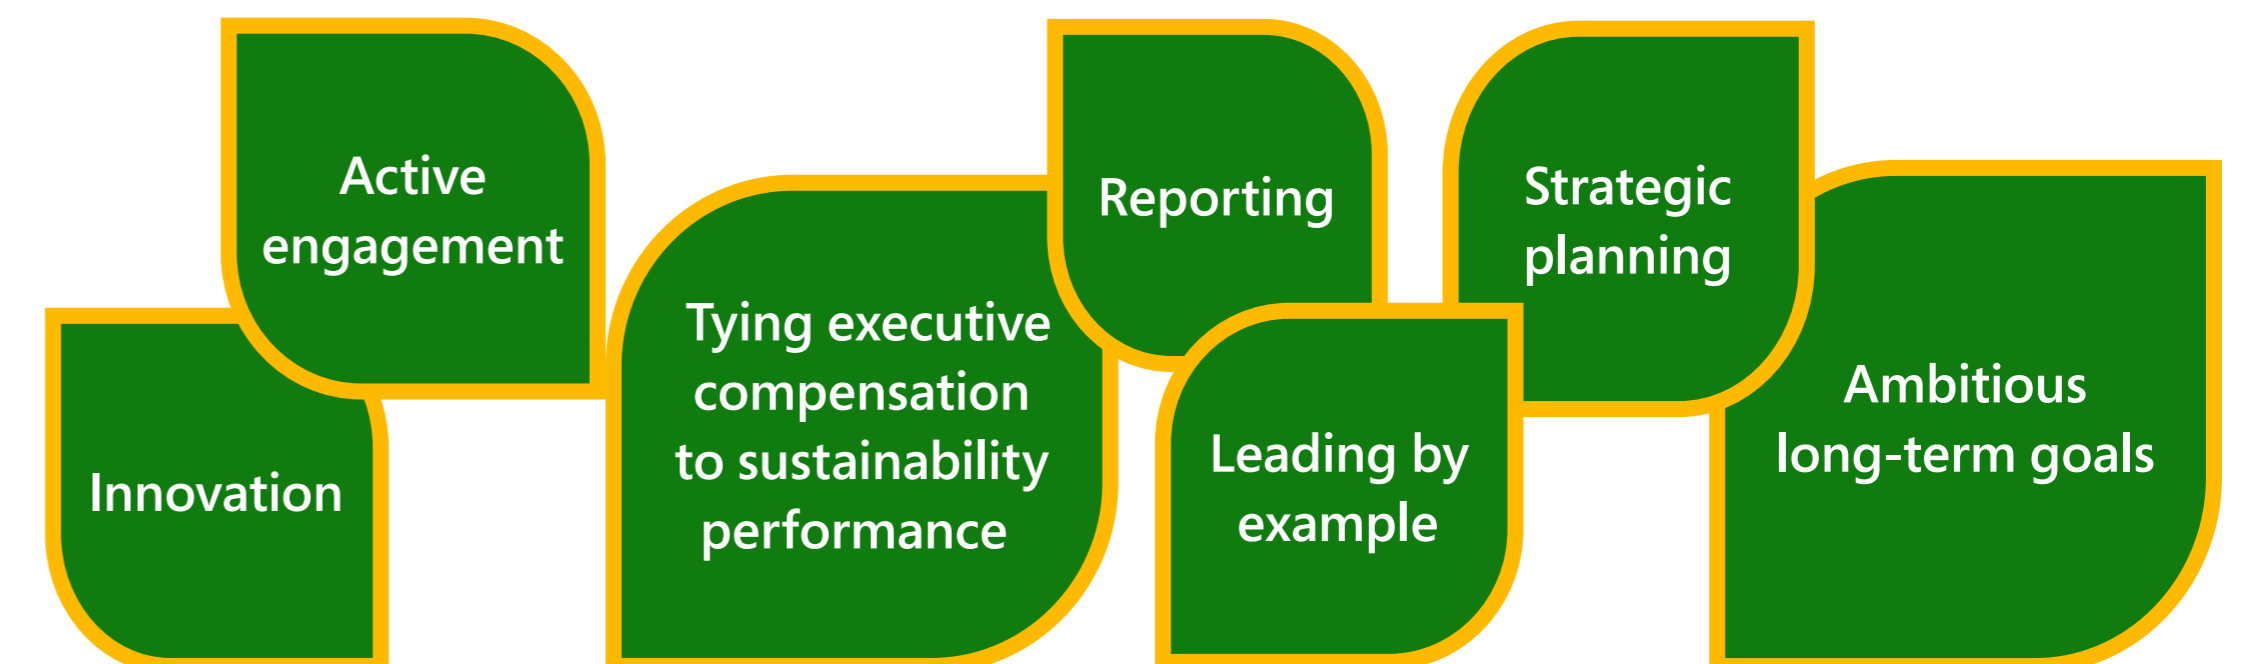 Active
engagement
Innovation
Tying executive
compensation
to sustainability
performance
Reporting
Leading by
example
Strategic
planning
Ambitious
long-term goals